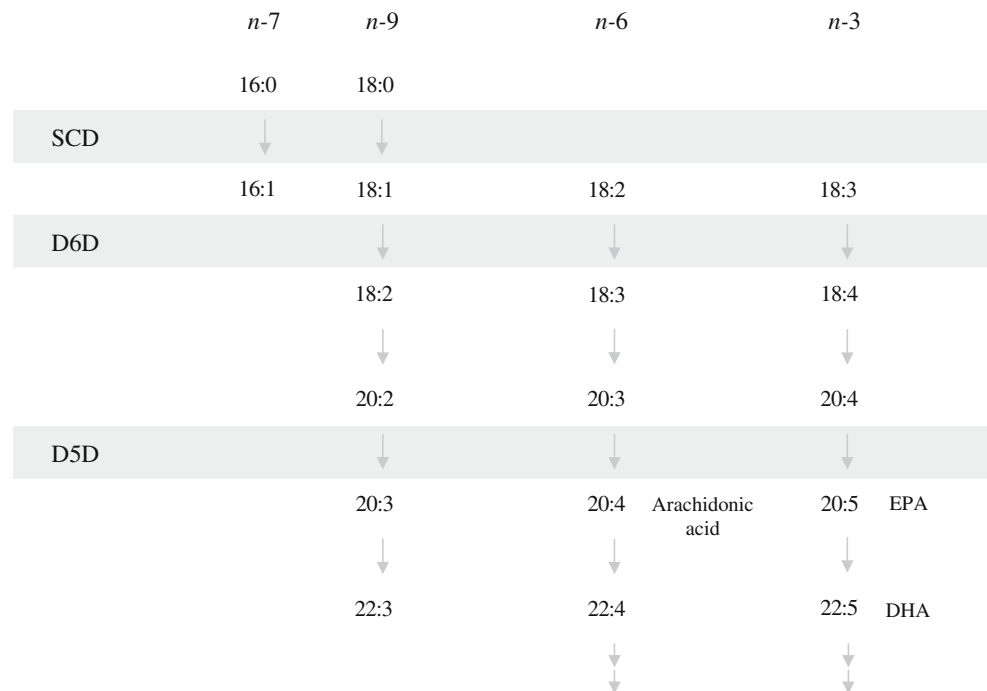 n-7 n-9 n-6 n-3
16:0 18:0
SCD
16:1 18:1 18:2 18:3
D6D
18:2 18:3 18:4
20:2 20:3 20:4
D5D
20:3 20:4 Arachidonic acid 20:5 EPA
22:3 22:4 22:5 DHA